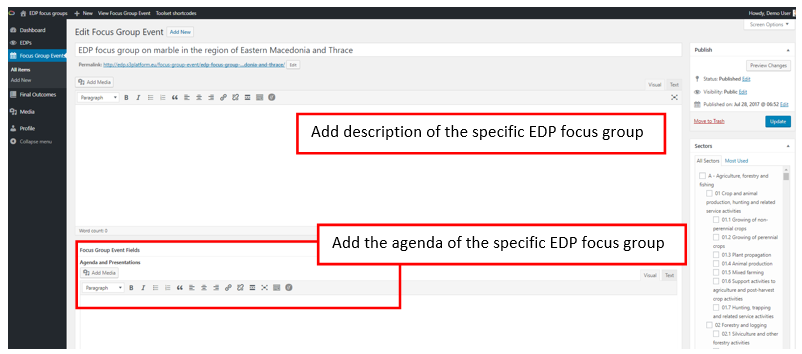 EDP focus groups + New View Focus Group Event Toolset shortcodes Howdy, Demo User
Screen Options
Dashboard
EDPs
Focus Group Event
All items
Add New
Final Outcomes
Media
Profile
Collapse menu
Edit Focus Group Event Add New
EDP focus group on marble in the region of Eastern Macedonia and Thrace
Permalink: http://edp.s3platform.eu/focus-group-event/edp-focus-group-...donia-and-thrace/ Edit
Add Media
Visual Text
Paragraph B I
Add description of the specific EDP focus group
Word count: 0
Focus Group Event Fields
Add the agenda of the specific EDP focus group
Agenda and Presentations
Add Media
Visual Text
Paragraph B I
Publish
Preview Changes
Status: Published Edit
Visibility: Public Edit
Published on: Jul 28, 2017 @ 06:52 Edit
Move to Trash Update
Sectors
All Sectors Most Used
A - Agriculture, forestry and
fishing
01 Crop and animal
production, hunting and related
service activities
01.1 Growing of non-
perennial crops
01.2 Growing of perennial
crops
01.3 Plant propagation
01.4 Animal production
01.5 Mixed farming
01.6 Support activities to
agriculture and post-harvest
crop activities
01.7 Hunting, trapping
and related service activities
02 Forestry and logging
02.1 Silviculture and other
forestry activities